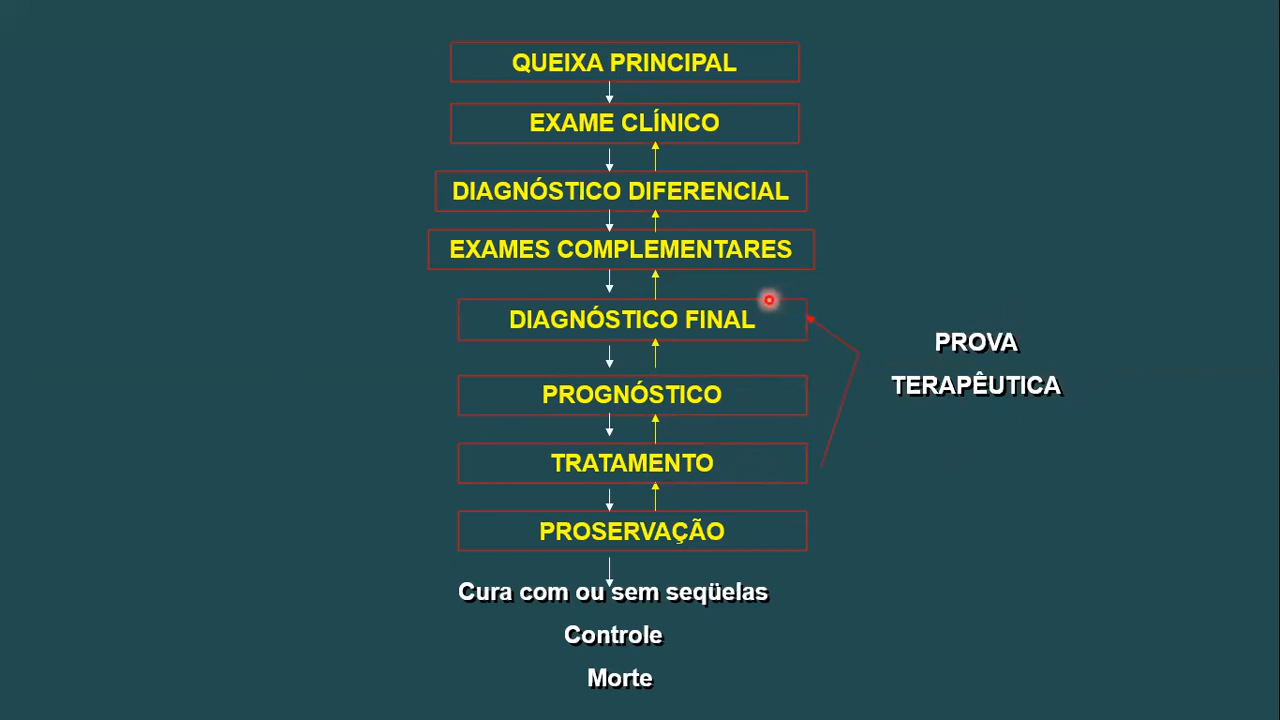 QUEIXA PRINCIPAL
EXAME CLÍNICO
DIAGNÓSTICO DIFERENCIAL
EXAMES COMPLEMENTARES
DIAGNÓSTICO FINAL
PROGNÓSTICO
TRATAMENTO
PROSERVAÇÃO
Cura com ou sem seqüelas
Controle
Morte
PROVA
TERAPÊUTICA